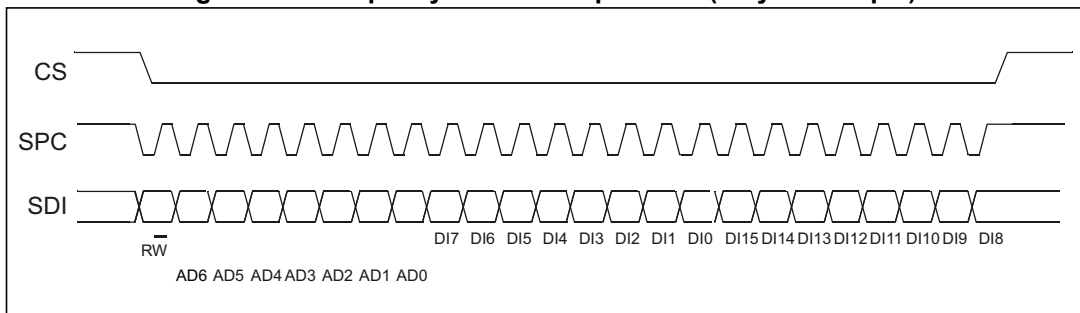 CS
SPC
SDI
RW
DI7 DI6 DI5 DI4 DI3 DI2 DI1 DI0 DI15 DI14 DI13 DI12 DI11 DI10 DI9 DI8
AD6 AD5 AD4 AD3 AD2 AD1 AD0